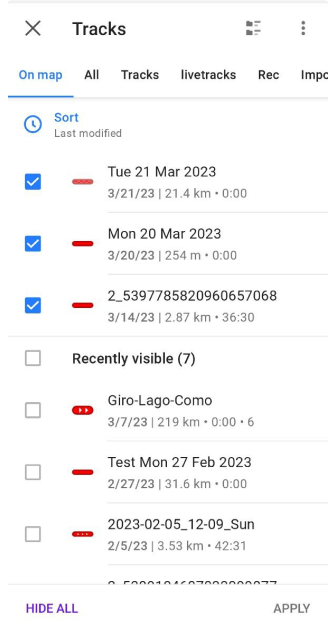 Tracks
On map All Tracks livetracks Rec Impo
Sort
Last modified
Tue 21 Mar 2023
3/21/23 | 21.4 km • 0:00
Mon 20 Mar 2023
3/20/23 | 254 m • 0:00
2_5397785820960657068
3/14/23 | 2.87 km • 36:30
Recently visible (7)
Giro-Lago-Como
3/7/23 | 219 km • 0:00 • 6
Test Mon 27 Feb 2023
2/27/23 | 31.6 km • 0:00
2023-02-05_12-09_Sun
2/5/23 | 3.53 km • 42:31
HIDE ALL APPLY